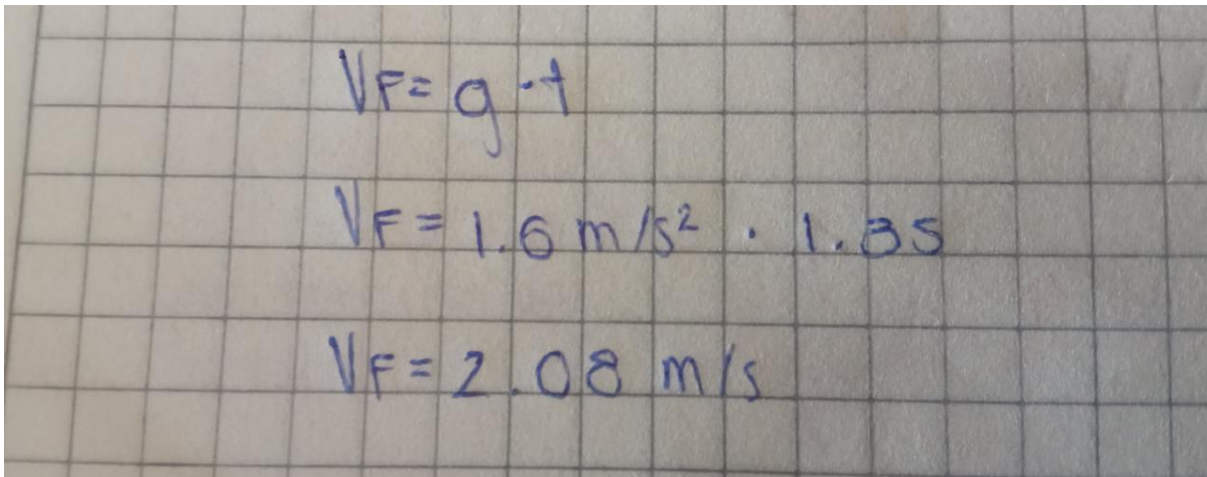 VF = g · t
VF = 1.6 m/s² · 1.3s
VF = 2.08 m/s